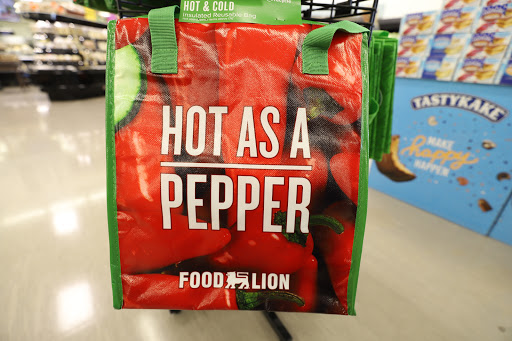 HOT & COLD
Insulated Reusable Bag
HOT AS A
PEPPER
FOOD LION
TASTYKAKE
MAKE
happy
HAPPEN